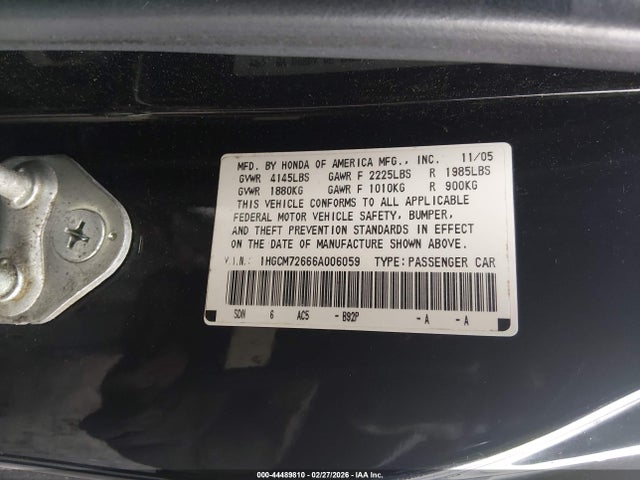 MFD. BY HONDA OF AMERICA MFG., INC. 11/05
GVWR 4145LBS GAWR F 2225LBS R 1985LBS
GVWR 1880KG GAWR F 1010KG R 900KG
THIS VEHICLE CONFORMS TO ALL APPLICABLE
FEDERAL MOTOR VEHICLE SAFETY, BUMPER,
AND THEFT PREVENTION STANDARDS IN EFFECT
ON THE DATE OF MANUFACTURE SHOWN ABOVE.
V.I.N.: 1HGCM72666A006059 TYPE: PASSENGER CAR
SDN 6 AC5 - B92P - A - A
000-44489810 | 02/27/2026 - IAA Inc.